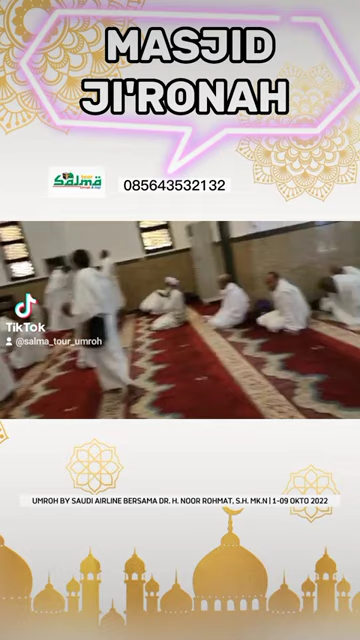 MASJID
JI'RONAH
Salma
085643532132
TikTok
@salma_tour_umroh
UMROH BY SAUDI AIRLINE BERSAMA DR. H. NOOR ROHMAT, S.H. MK.N | 1-09 OKTO 2022